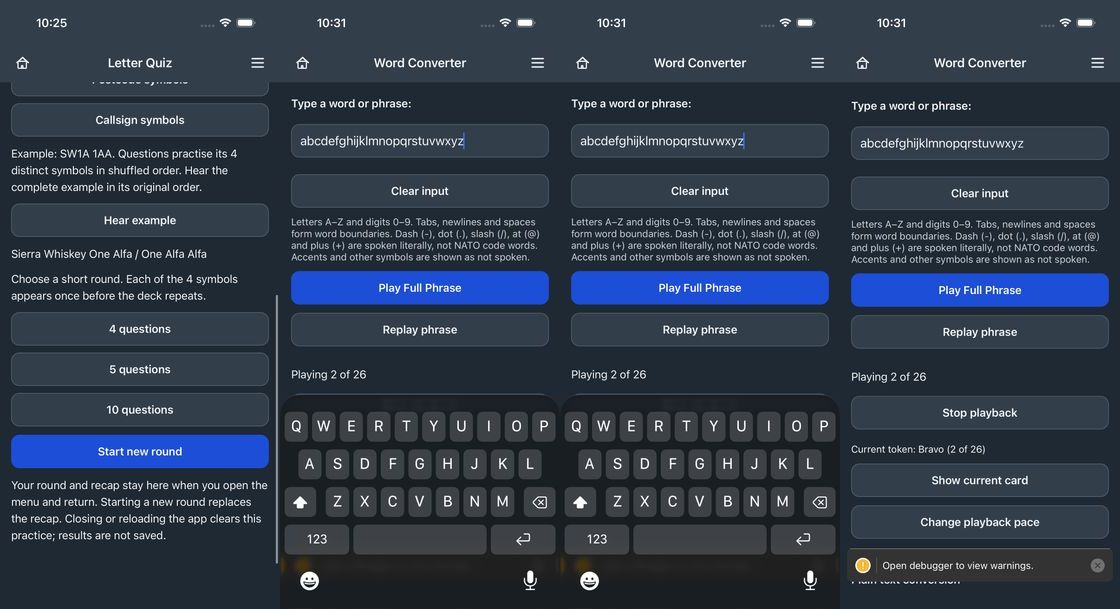 10:25
Letter Quiz
Callsign symbols
Example: SW1A 1AA. Questions practise its 4
distinct symbols in shuffled order. Hear the
complete example in its original order.
Hear example
Sierra Whiskey One Alfa / One Alfa Alfa
Choose a short round. Each of the 4 symbols
appears once before the deck repeats.
4 questions
5 questions
10 questions
Start new round
Your round and recap stay here when you open the
menu and return. Starting a new round replaces
the recap. Closing or reloading the app clears this
practice; results are not saved.
10:31
Word Converter
Type a word or phrase:
abcdefghijklmnopqrstuvwxyz
Clear input
Letters A–Z and digits 0–9. Tabs, newlines and spaces
form word boundaries. Dash (-), dot (.), slash (/), at (@)
and plus (+) are spoken literally, not NATO code words.
Accents and other symbols are shown as not spoken.
Play Full Phrase
Replay phrase
Playing 2 of 26
Q W E R T Y U I O P
A S D F G H J K L
Z X C V B N M
123
10:31
Word Converter
Type a word or phrase:
abcdefghijklmnopqrstuvwxyz
Clear input
Letters A–Z and digits 0–9. Tabs, newlines and spaces
form word boundaries. Dash (-), dot (.), slash (/), at (@)
and plus (+) are spoken literally, not NATO code words.
Accents and other symbols are shown as not spoken.
Play Full Phrase
Replay phrase
Playing 2 of 26
Q W E R T Y U I O P
A S D F G H J K L
Z X C V B N M
123
10:31
Word Converter
Type a word or phrase:
abcdefghijklmnopqrstuvwxyz
Clear input
Letters A–Z and digits 0–9. Tabs, newlines and spaces
form word boundaries. Dash (-), dot (.), slash (/), at (@)
and plus (+) are spoken literally, not NATO code words.
Accents and other symbols are shown as not spoken.
Play Full Phrase
Replay phrase
Playing 2 of 26
Stop playback
Current token: Bravo (2 of 26)
Show current card
Change playback pace
Open debugger to view warnings.